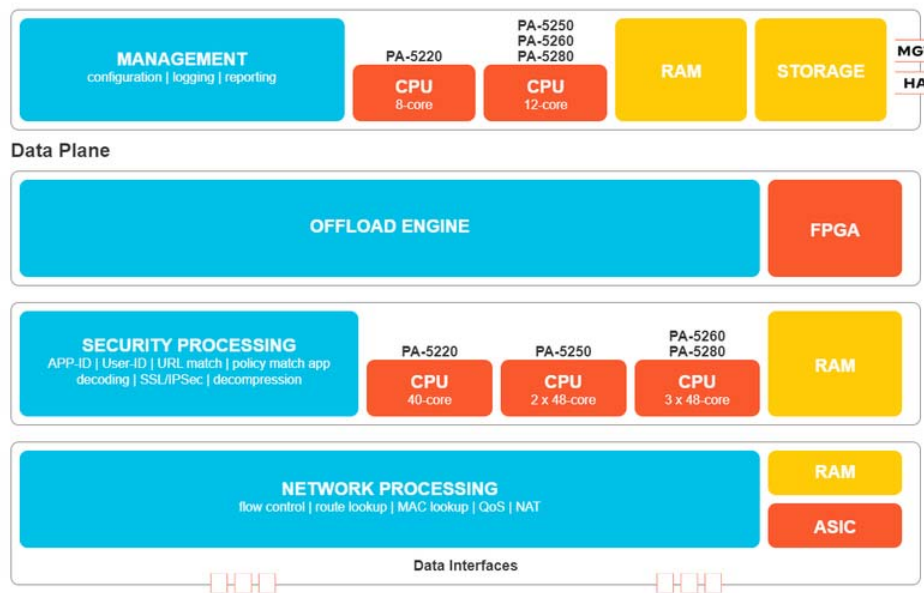 MANAGEMENT
configuration | logging | reporting
PA-5220
CPU
8-core
PA-5250
PA-5260
PA-5280
CPU
12-core
RAM
STORAGE
MG
HA
Data Plane
OFFLOAD ENGINE
FPGA
SECURITY PROCESSING
APP-ID | User-ID | URL match | policy match app
decoding | SSL/IPSec | decompression
PA-5220
CPU
40-core
PA-5250
CPU
2 x 48-core
PA-5260
PA-5280
CPU
3 x 48-core
RAM
NETWORK PROCESSING
flow control | route lookup | MAC lookup | QoS | NAT
RAM
ASIC
Data Interfaces